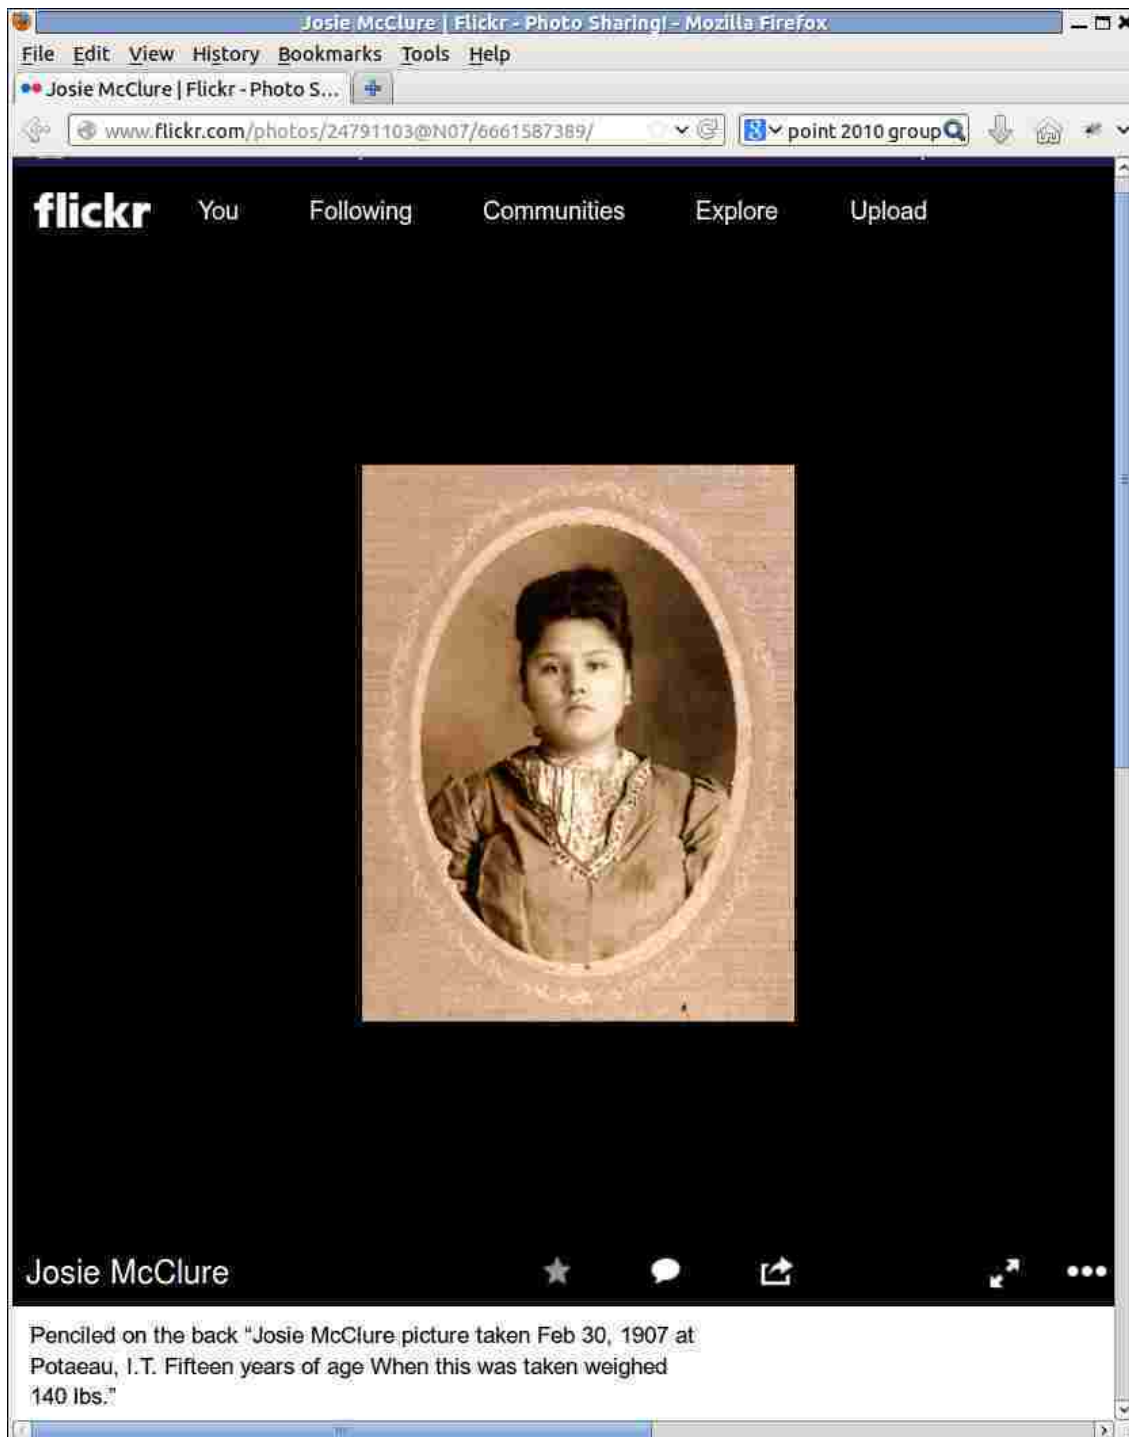 Josie McClure | Flickr - Photo Sharing! - Mozilla Firefox
File Edit View History Bookmarks Tools Help
Josie McClure | Flickr - Photo S...
www.flickr.com/photos/24791103@N07/6661587389/ point 2010 group
flickr You Following Communities Explore Upload
Josie McClure
Penciled on the back “Josie McClure picture taken Feb 30, 1907 at
Potaeau, I.T. Fifteen years of age When this was taken weighed
140 lbs.”